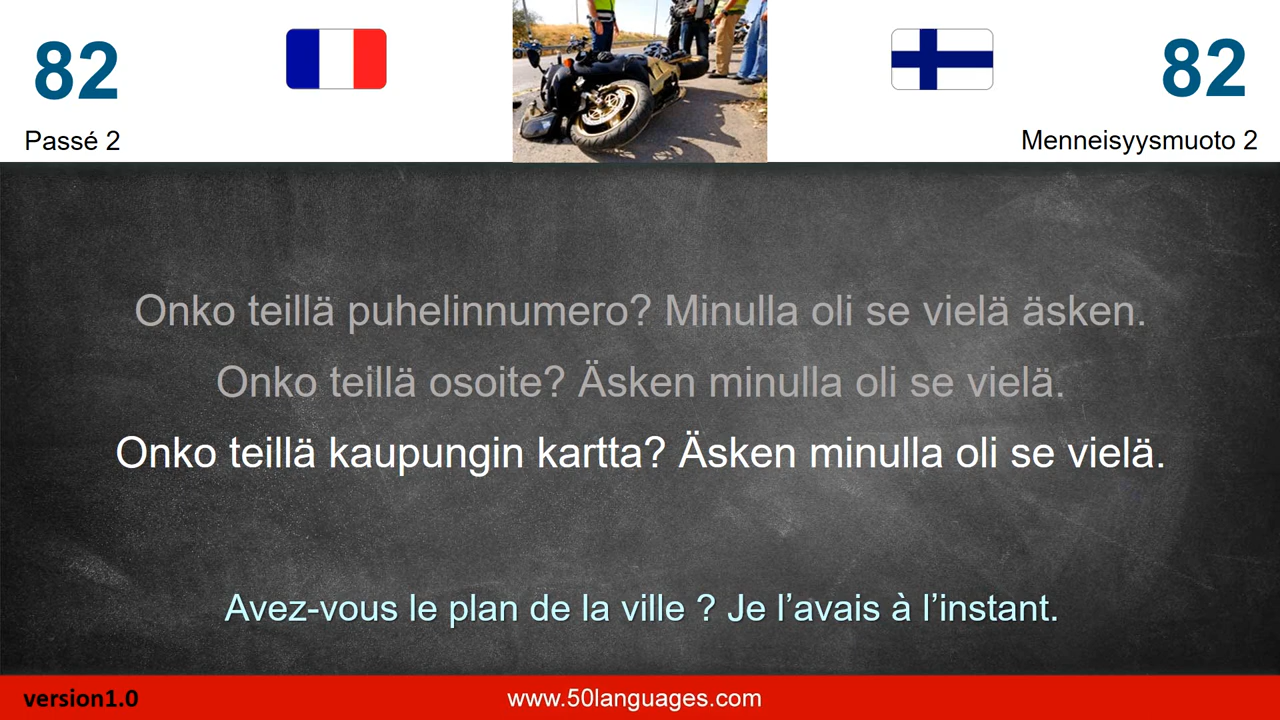 82
82
Passé 2
Menneisyysmuoto 2
Onko teillä puhelinnumero? Minulla oli se vielä äsken.
Onko teillä osoite? Äsken minulla oli se vielä.
Onko teillä kaupungin kartta? Äsken minulla oli se vielä.
Avez-vous le plan de la ville ? Je l’avais à l’instant.
version1.0
www.50languages.com